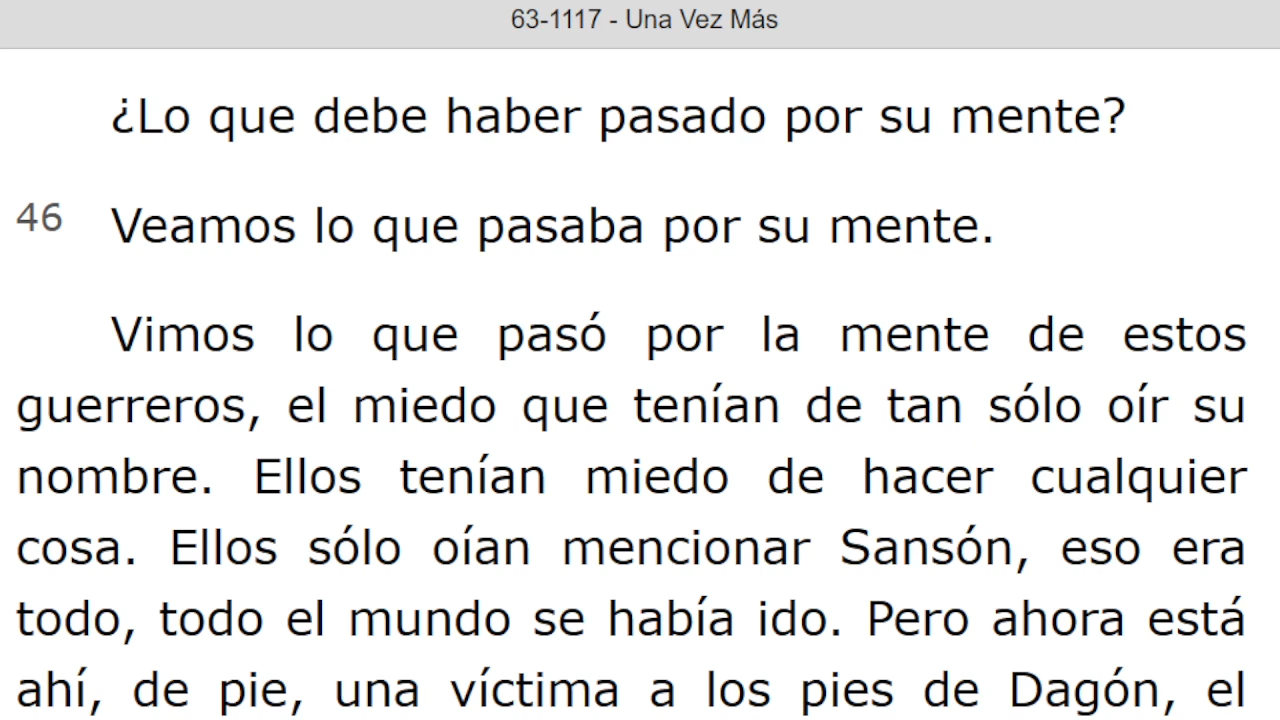 63-1117 - Una Vez Más
¿Lo que debe haber pasado por su mente?
46 Veamos lo que pasaba por su mente.
Vimos lo que pasó por la mente de estos
guerreros, el miedo que tenían de tan sólo oír su
nombre. Ellos tenían miedo de hacer cualquier
cosa. Ellos sólo oían mencionar Sansón, eso era
todo, todo el mundo se había ido. Pero ahora está
ahí, de pie, una víctima a los pies de Dagón, el